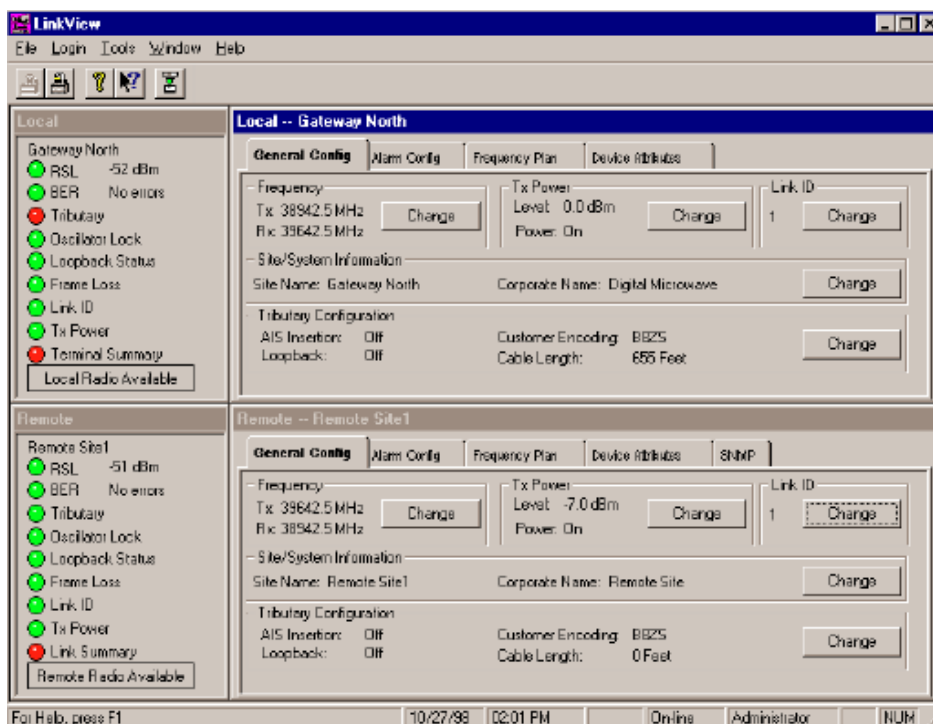 LinkView
File Login Tools Window Help
Local
Gateway North
RSL -52 dBm
BER No errors
Tributary
Oscillator Lock
Loopback Status
Frame Loss
Link ID
Tx Power
Terminal Summary
Local Radio Available
Local -- Gateway North
General Config Alarm Config Frequency Plan Device Attributes
Frequency
Tx: 38942.5 MHz
Rx: 39642.5 MHz
Change
Tx Power
Level: 0.0 dBm
Power: On
Change
Link ID
1
Change
Site/System Information
Site Name: Gateway North Corporate Name: Digital Microwave Change
Tributary Configuration
AIS Insertion: Off Customer Encoding: B8ZS
Loopback: Off Cable Length: 655 Feet
Change
Remote
Remote Site1
RSL -51 dBm
BER No errors
Tributary
Oscillator Lock
Loopback Status
Frame Loss
Link ID
Tx Power
Link Summary
Remote Radio Available
Remote -- Remote Site1
General Config Alarm Config Frequency Plan Device Attributes SNMP
Frequency
Tx: 39642.5 MHz
Rx: 38942.5 MHz
Change
Tx Power
Level: -7.0 dBm
Power: On
Change
Link ID
1
Change
Site/System Information
Site Name: Remote Site1 Corporate Name: Remote Site Change
Tributary Configuration
AIS Insertion: Off Customer Encoding: B8ZS
Loopback: Off Cable Length: 0 Feet
Change
For Help, press F1 10/27/98 02:01 PM On-line Administrator NUM